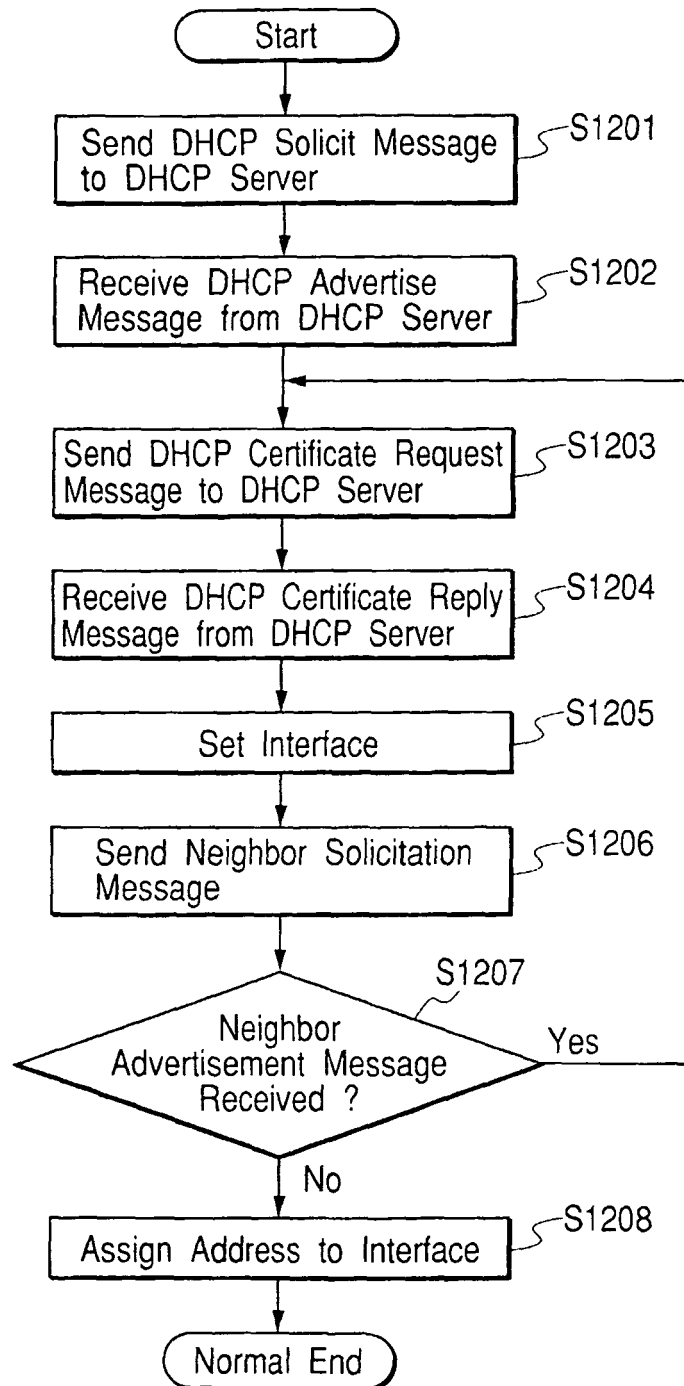 Start
Send DHCP Solicit Message
to DHCP Server
S1201
Receive DHCP Advertise
Message from DHCP Server
S1202
Send DHCP Certificate Request
Message to DHCP Server
S1203
Receive DHCP Certificate Reply
Message from DHCP Server
S1204
Set Interface
S1205
Send Neighbor Solicitation
Message
S1206
S1207
Neighbor
Advertisement Message
Received ?
Yes
No
Assign Address to Interface
S1208
Normal End